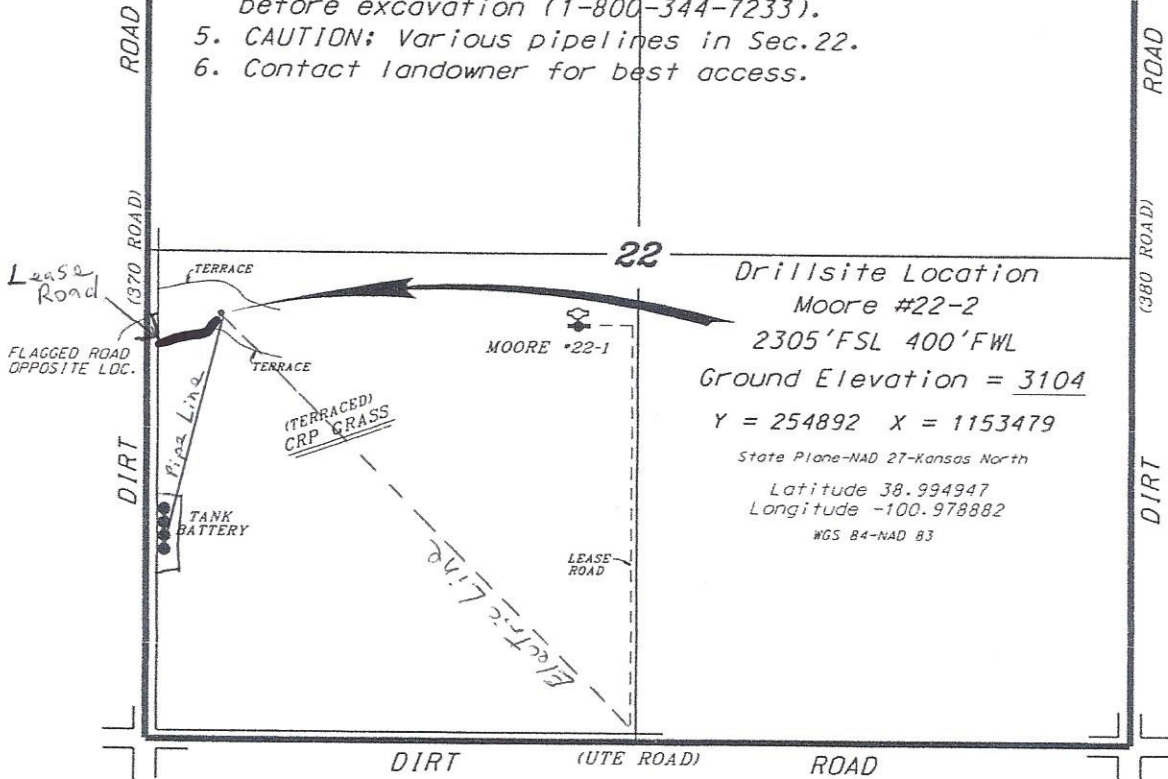 before excavation (1-800-344-7233).
5. CAUTION: Various pipelines in Sec.22.
6. Contact landowner for best access.
ROAD
ROAD
(370 ROAD)
(380 ROAD)
22
TERRACE
Lease
Road
FLAGGED ROAD
OPPOSITE LOC.
TERRACE
MOORE #22-1
Drillsite Location
Moore #22-2
2305'FSL 400'FWL
Ground Elevation = 3104
Y = 254892 X = 1153479
State Plane-NAD 27-Kansas North
Latitude 38.994947
Longitude -100.978882
WGS 84-NAD 83
(TERRACED)
CRP GRASS
Pipe Line
DIRT
DIRT
TANK
BATTERY
LEASE
ROAD
Electric Line
DIRT (UTE ROAD) ROAD